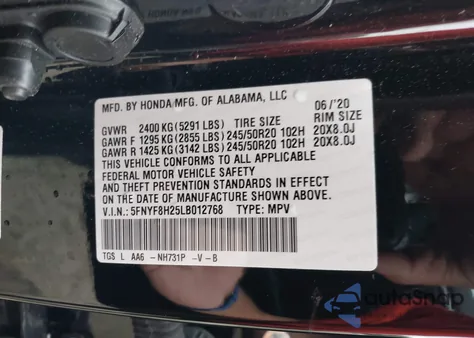 MFD. BY HONDA MFG. OF ALABAMA, LLC 06/'20
GVWR 2400 KG (5291 LBS) TIRE SIZE RIM SIZE
GAWR F 1295 KG (2855 LBS) 245/50R20 102H 20X8.0J
GAWR R 1425 KG (3142 LBS) 245/50R20 102H 20X8.0J
THIS VEHICLE CONFORMS TO ALL APPLICABLE
FEDERAL MOTOR VEHICLE SAFETY
AND THEFT PREVENTION STANDARDS IN EFFECT
ON THE DATE OF MANUFACTURE SHOWN ABOVE.
V.I.N.: 5FNYF8H25LB012768 TYPE: MPV
TGS L AA6 -NH731P -V -B
autoSnap